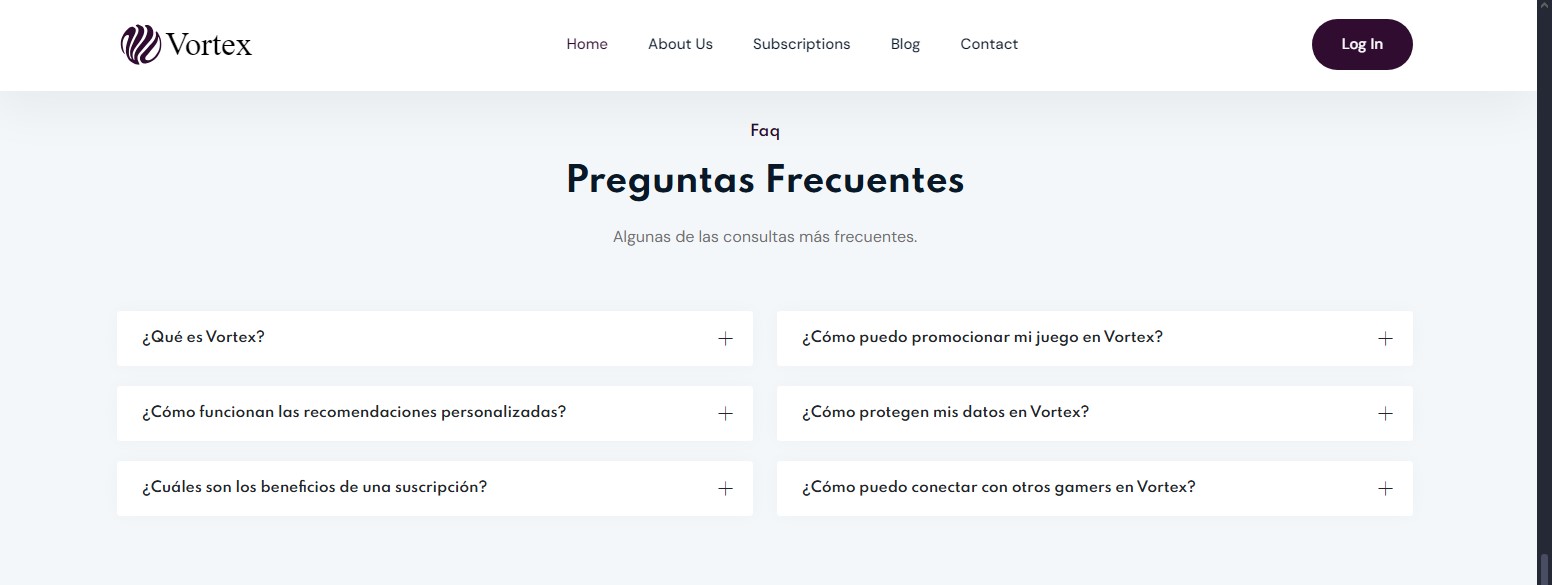 Vortex
Home
About Us
Subscriptions
Blog
Contact
Log In
Faq
Preguntas Frecuentes
Algunas de las consultas más frecuentes.
¿Qué es Vortex?
¿Cómo puedo promocionar mi juego en Vortex?
¿Cómo funcionan las recomendaciones personalizadas?
¿Cómo protegen mis datos en Vortex?
¿Cuáles son los beneficios de una suscripción?
¿Cómo puedo conectar con otros gamers en Vortex?